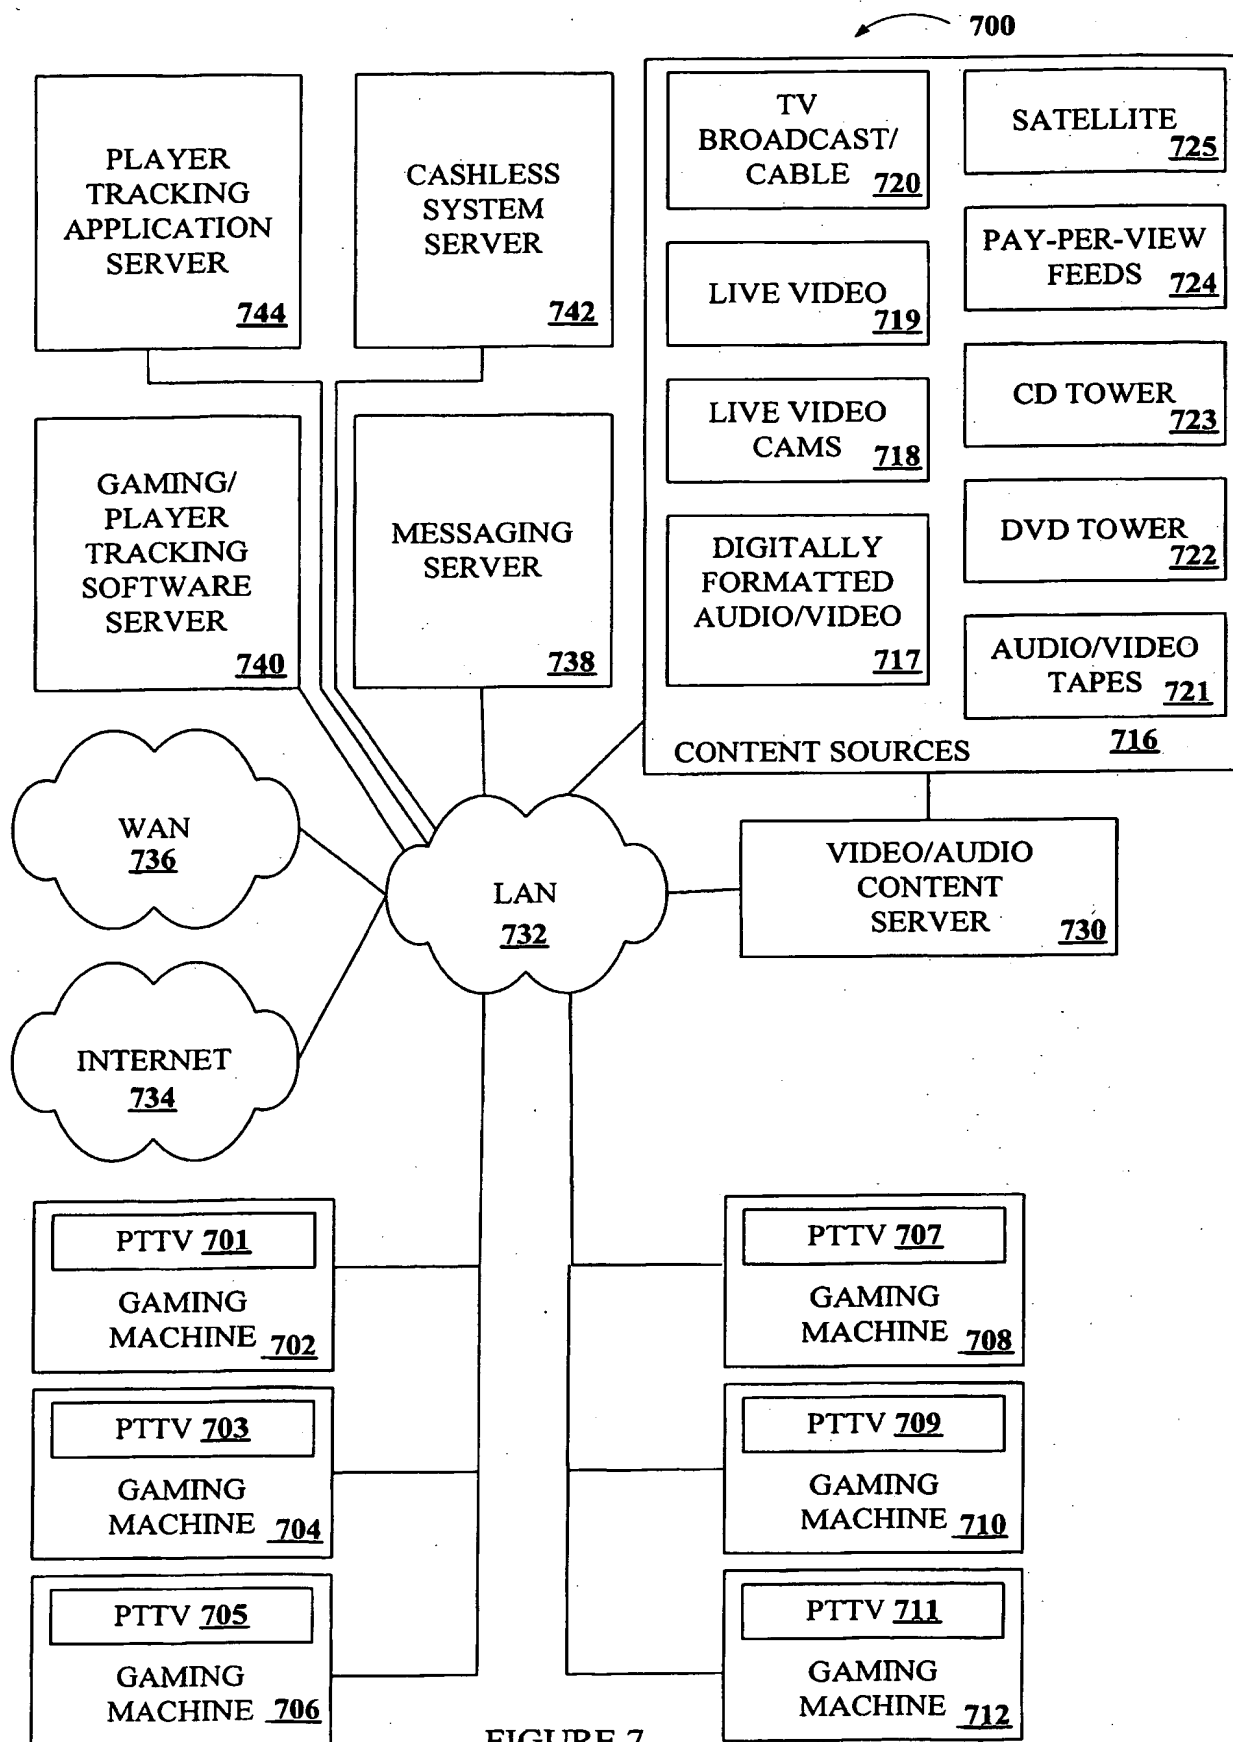 700
PLAYER
TRACKING
APPLICATION
SERVER
744
CASHLESS
SYSTEM
SERVER
742
TV
BROADCAST/
CABLE 720
SATELLITE
725
LIVE VIDEO
719
PAY-PER-VIEW
FEEDS 724
LIVE VIDEO
CAMS 718
CD TOWER
723
DIGITALLY
FORMATTED
AUDIO/VIDEO
717
DVD TOWER
722
AUDIO/VIDEO
TAPES 721
CONTENT SOURCES 716
GAMING/
PLAYER
TRACKING
SOFTWARE
SERVER
740
MESSAGING
SERVER
738
WAN
736
LAN
732
VIDEO/AUDIO
CONTENT
SERVER 730
INTERNET
734
PTTV 701
GAMING
MACHINE 702
PTTV 703
GAMING
MACHINE 704
PTTV 705
GAMING
MACHINE 706
PTTV 707
GAMING
MACHINE 708
PTTV 709
GAMING
MACHINE 710
PTTV 711
GAMING
MACHINE 712
FIGURE 7